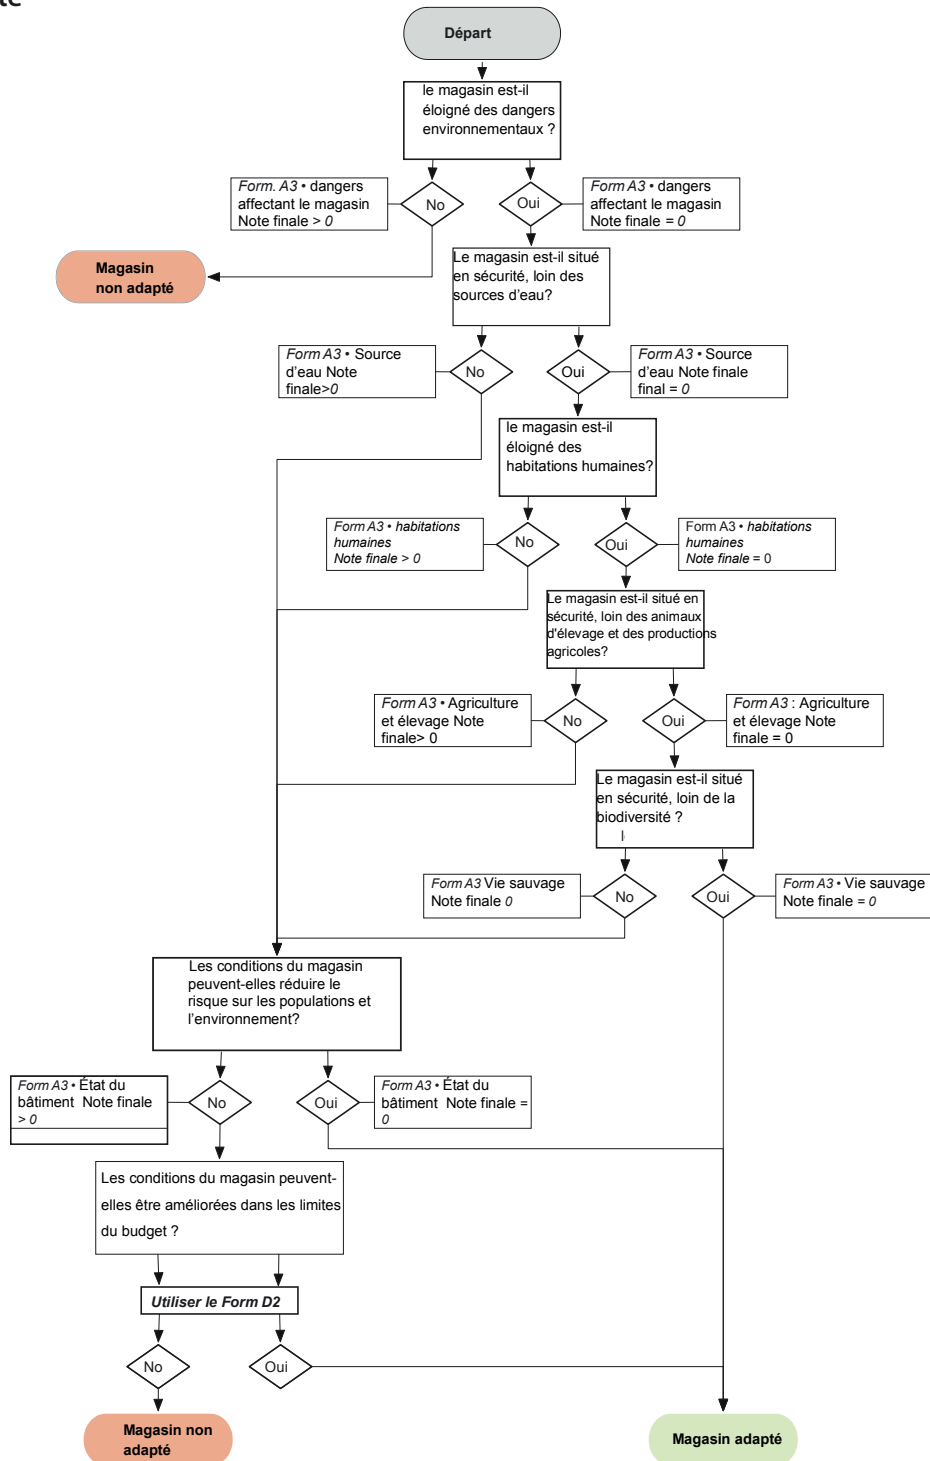 Départ
le magasin est-il
éloigné des dangers
environnementaux ?
Form. A3 • dangers
affectant le magasin
Note finale > 0
No
Oui
Form A3 • dangers
affectant le magasin
Note finale = 0
Magasin
non adapté
Le magasin est-il situé
en sécurité, loin des
sources d'eau?
Form A3 • Source
d'eau Note
finale>0
No
Oui
Form A3 • Source
d'eau Note finale
final = 0
le magasin est-il
éloigné des
habitations humaines?
Form A3 • habitations
humaines
Note finale > 0
No
Oui
Form A3 • habitations
humaines
Note finale = 0
Le magasin est-il situé en
sécurité, loin des animaux
d'élevage et des productions
agricoles?
Form A3 • Agriculture
et élevage Note
finale> 0
No
Oui
Form A3 : Agriculture
et élevage Note
finale = 0
Le magasin est-il situé
en sécurité, loin de la
biodiversité ?
Form A3 Vie sauvage
Note finale 0
No
Oui
Form A3 • Vie sauvage
Note finale = 0
Les conditions du magasin
peuvent-elles réduire le
risque sur les populations et
l'environnement?
Form A3 • État du
bâtiment Note finale
> 0
No
Oui
Form A3 • État du
bâtiment Note finale =
0
Les conditions du magasin peuvent-
elles être améliorées dans les limites
du budget ?
Utiliser le Form D2
No
Oui
Magasin non
adapté
Magasin adapté